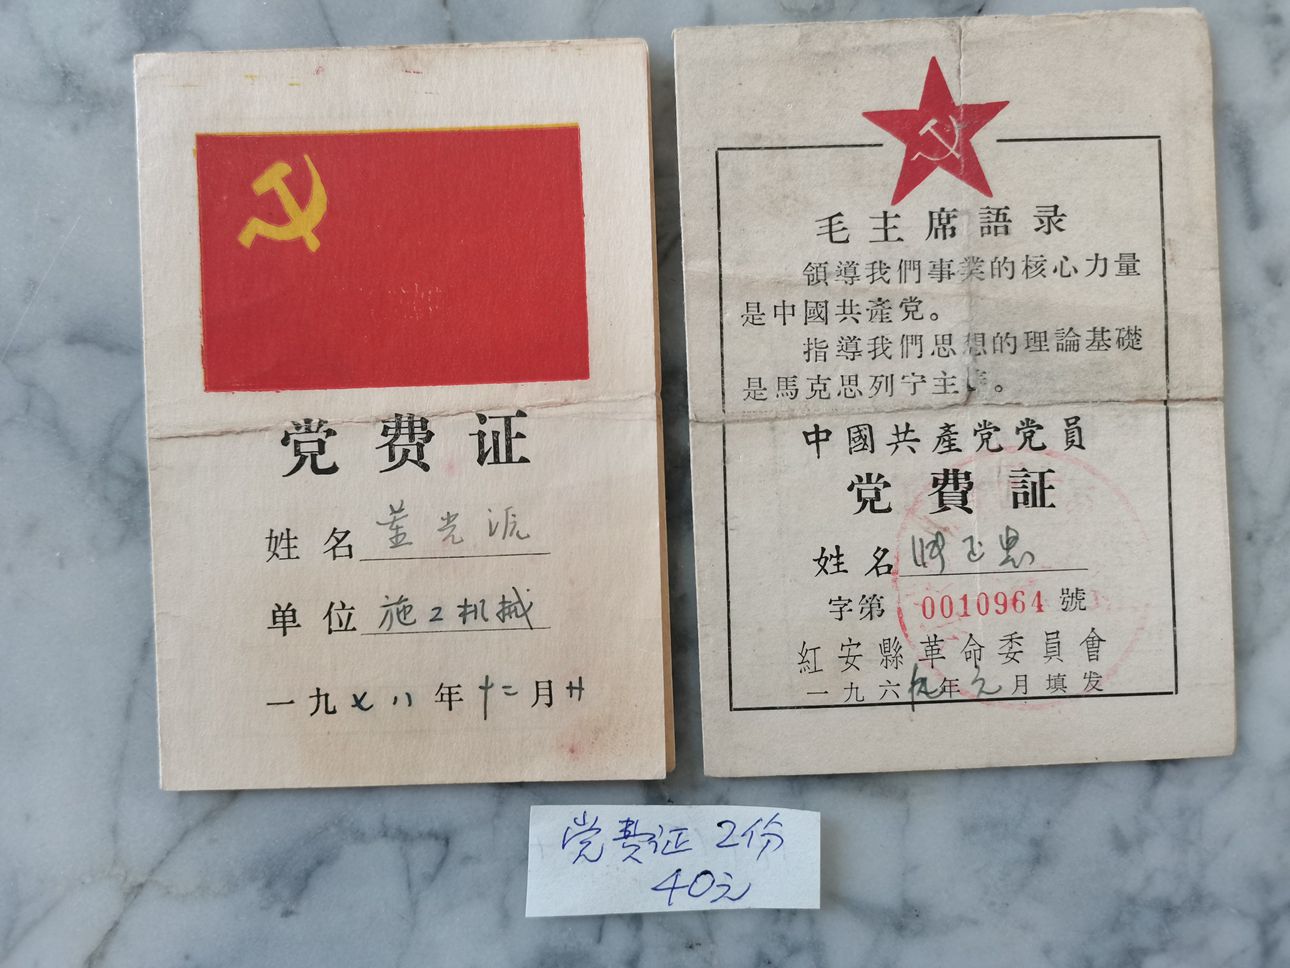 党费证
姓名 董光派
单位 施工机械
一九七八年十二月廿
毛主席語录
領導我們事業的核心力量
是中國共產党。
指導我們思想的理論基礎
是馬克思列宁主。
中國共產党党員
党費証
姓名 玉忠
字第 0010964 號
紅安縣革命委員會
一九六九年元月填发
党费证 2份
40元